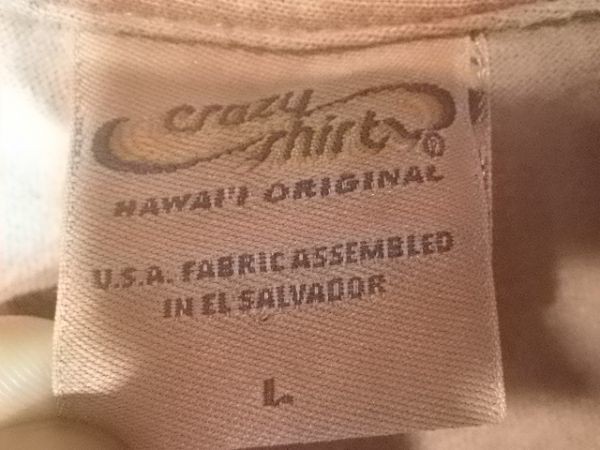 crazy
shirts®
HAWAI'I ORIGINAL
U.S.A. FABRIC ASSEMBLED
IN EL SALVADOR
L